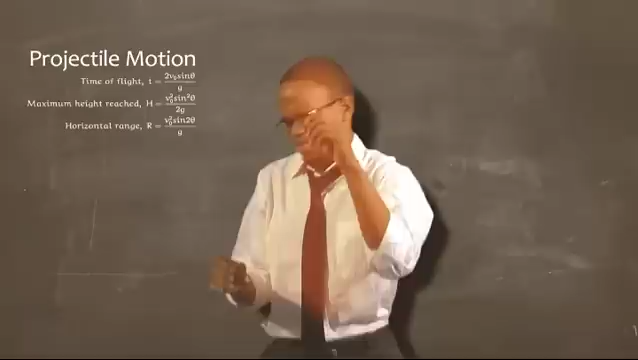 Projectile Motion
Time of flight, t = 2v₀sinθ/g
Maximum height reached, H = v₀²sin²θ/2g
Horizontal range, R = v₀²sin2θ/g